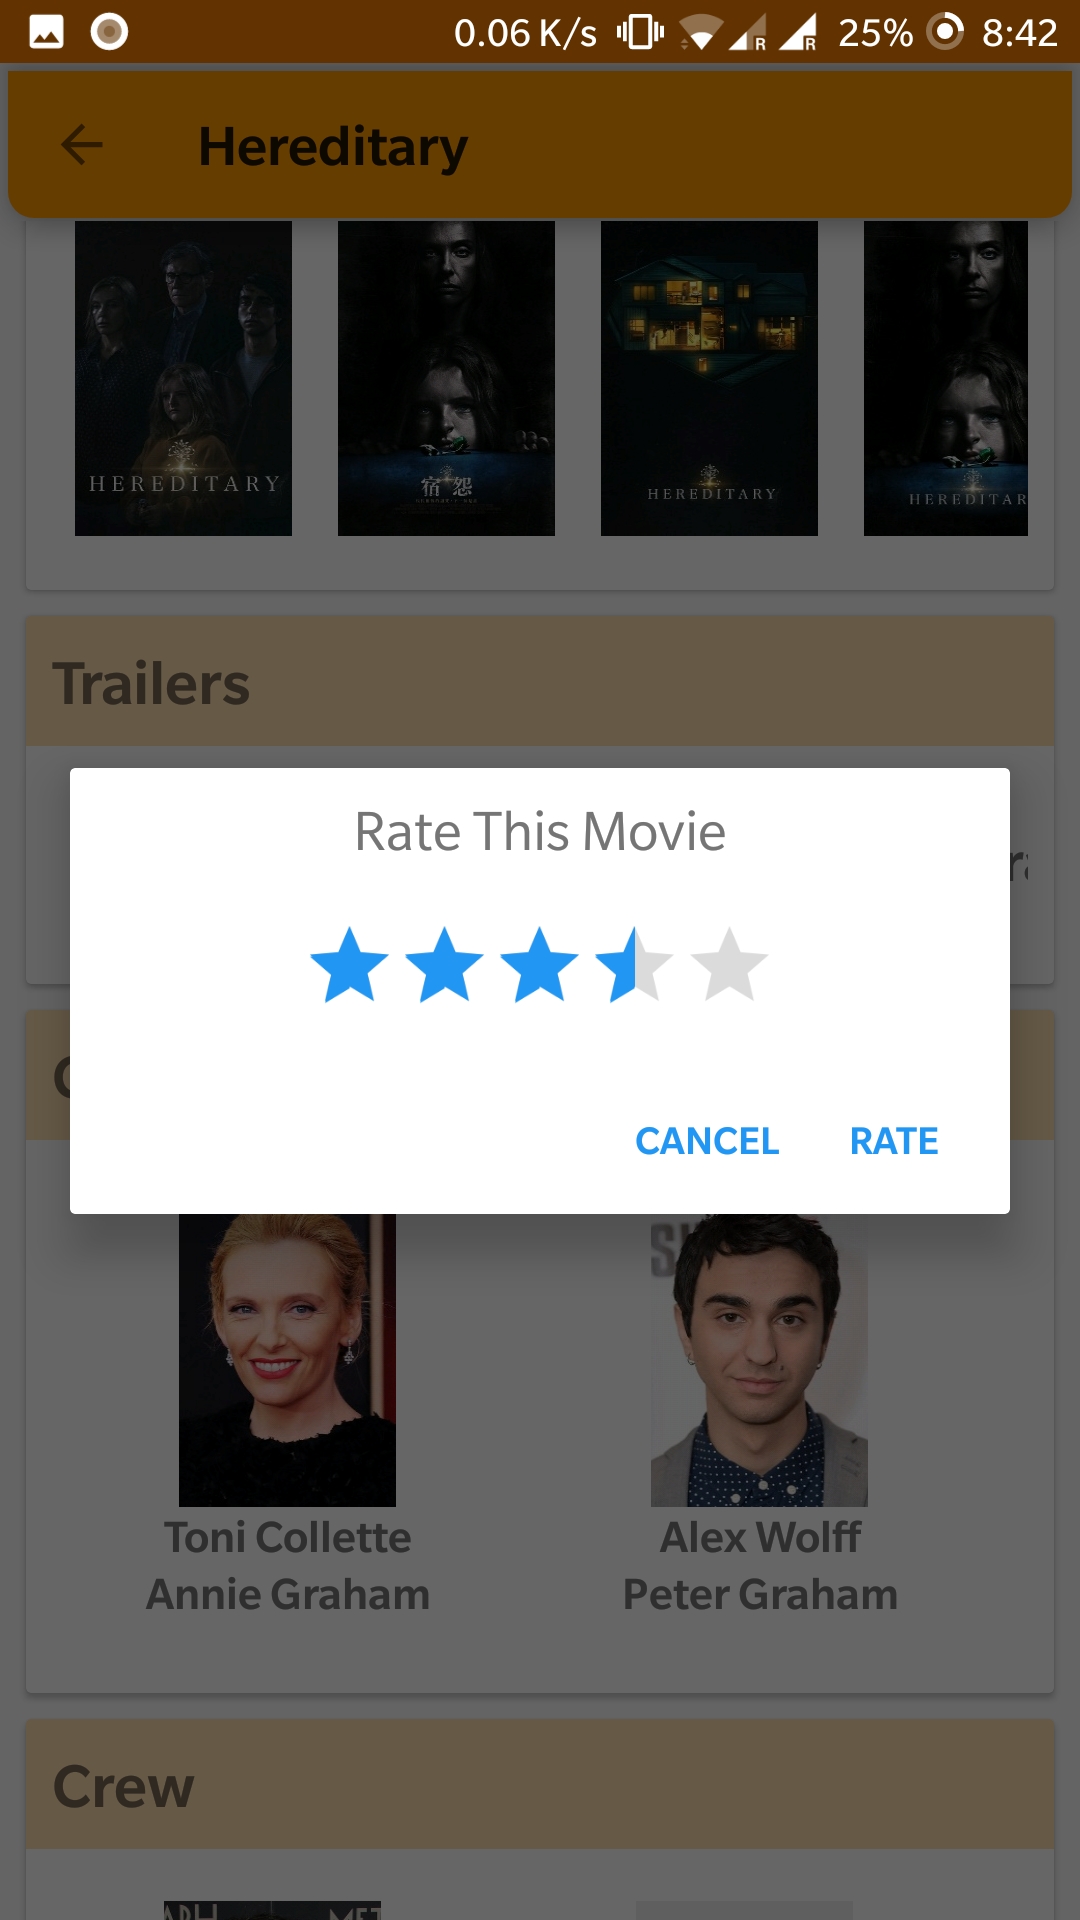 0.06 K/s R R 25% 8:42
Hereditary
HEREDITARY
宿怨
HEREDITARY
HEREDITAR
Trailers
Rate This Movie
CANCEL RATE
Toni Collette
Annie Graham
Alex Wolff
Peter Graham
Crew